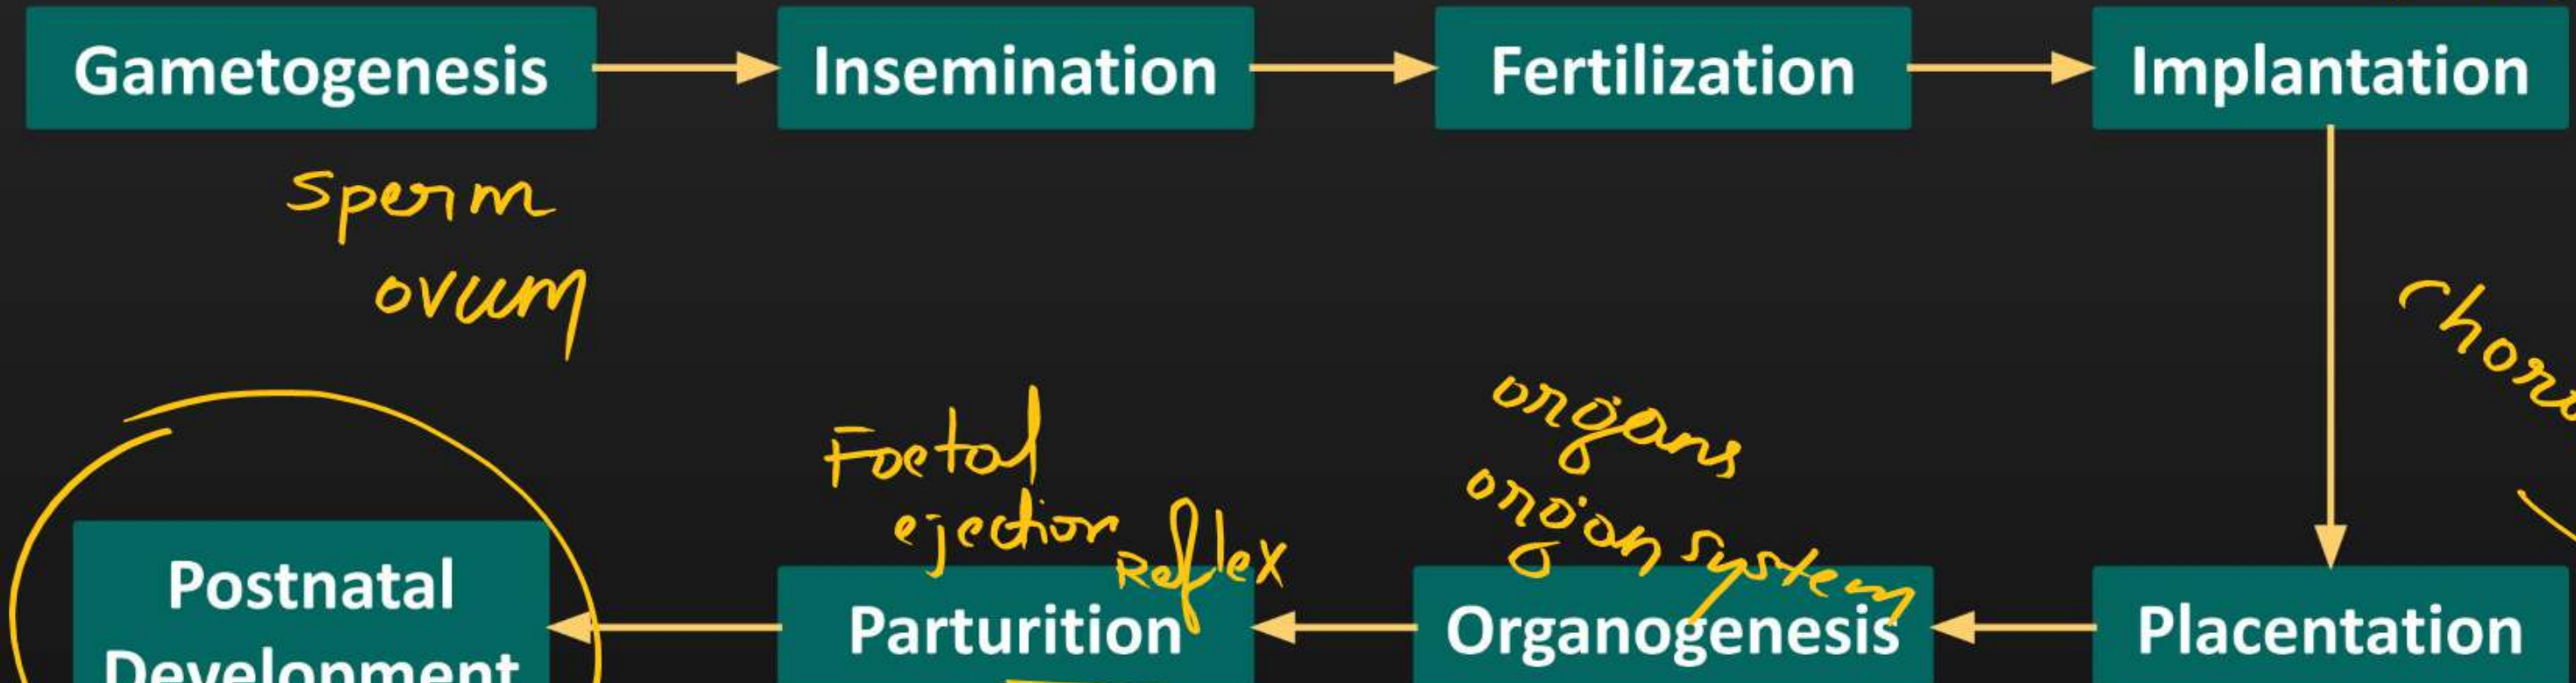 Gametogenesis
Insemination
Fertilization
Implantation
Sperm
ovum
Foetal
ejection Reflex
organs
organ system
Postnatal
Development
Parturition
Organogenesis
Placentation